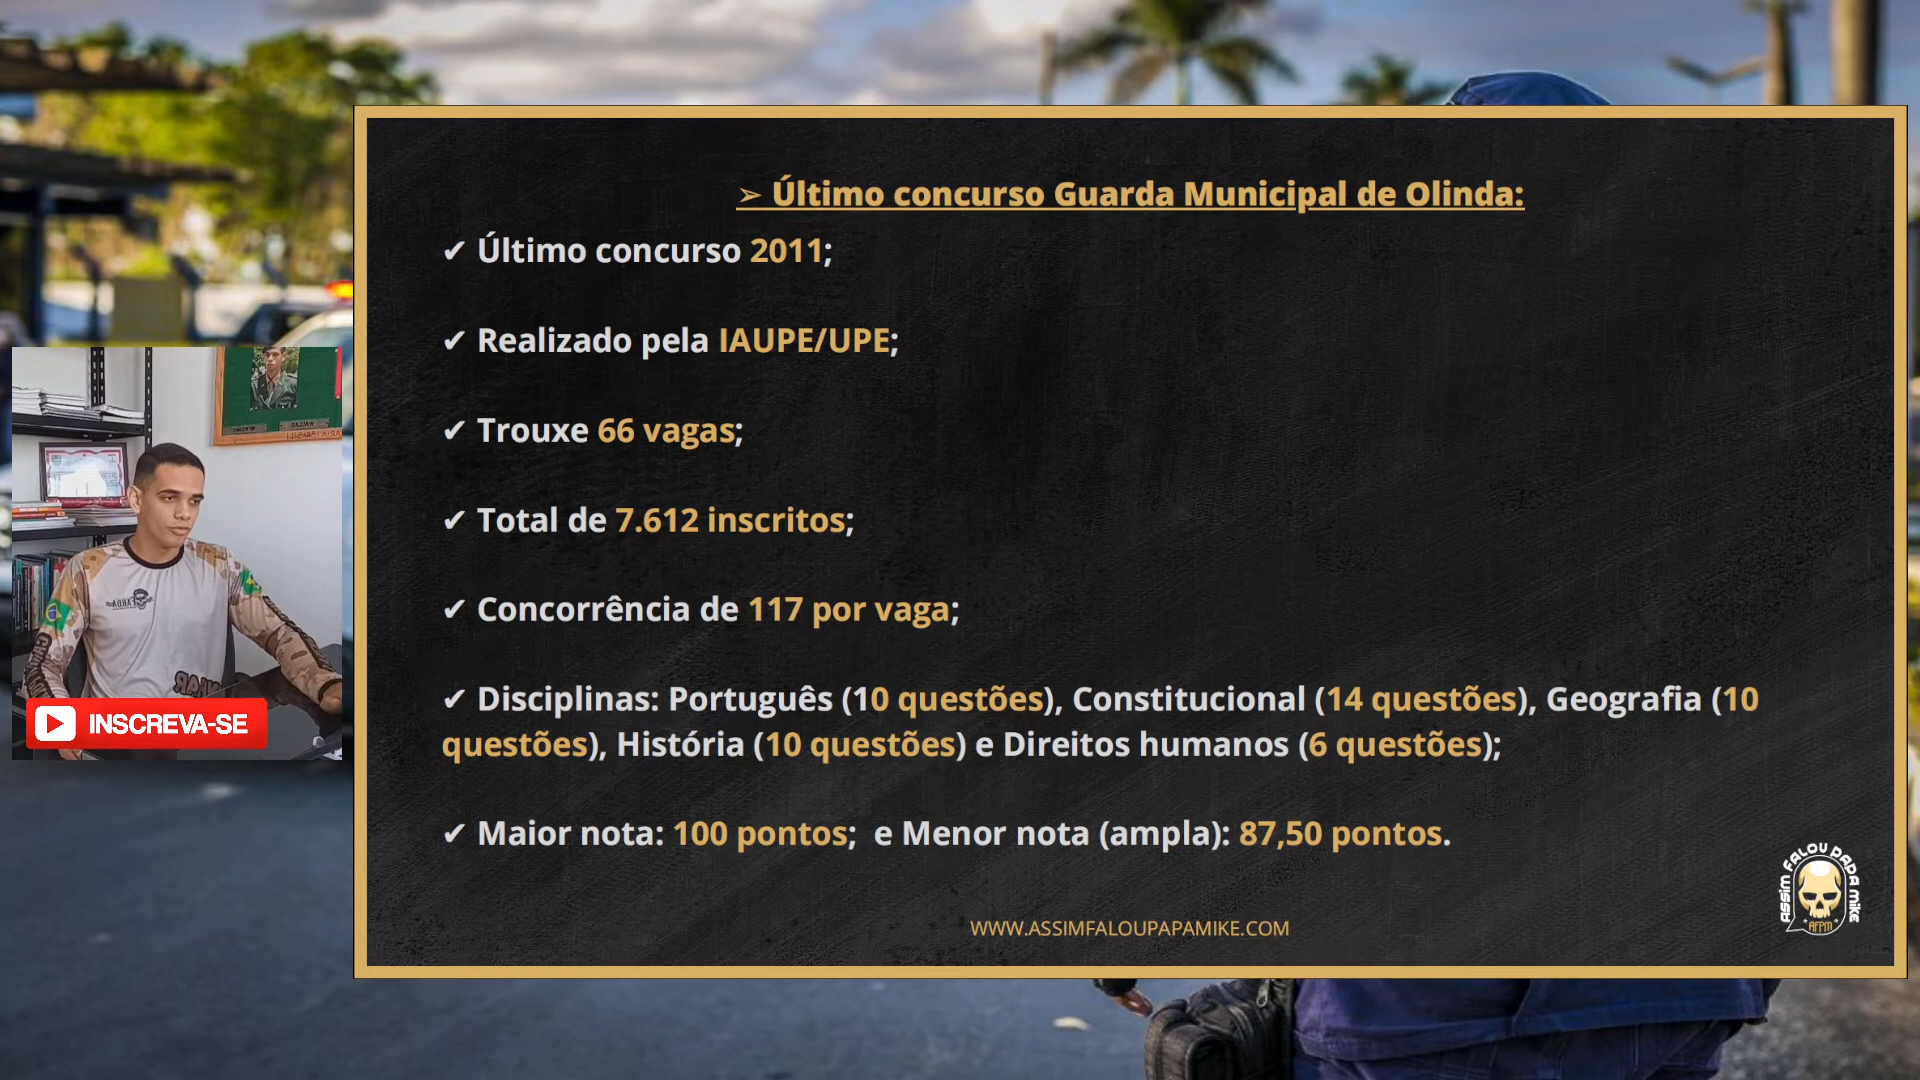 ➢ Último concurso Guarda Municipal de Olinda:
✔ Último concurso 2011;
✔ Realizado pela IAUPE/UPE;
✔ Trouxe 66 vagas;
✔ Total de 7.612 inscritos;
✔ Concorrência de 117 por vaga;
✔ Disciplinas: Português (10 questões), Constitucional (14 questões), Geografia (10
questões), História (10 questões) e Direitos humanos (6 questões);
✔ Maior nota: 100 pontos;  e Menor nota (ampla): 87,50 pontos.
INSCREVA-SE
WWW.ASSIMFALOUPAPAMIKE.COM
ASSIM FALOU PAPA MIKE
AFPM